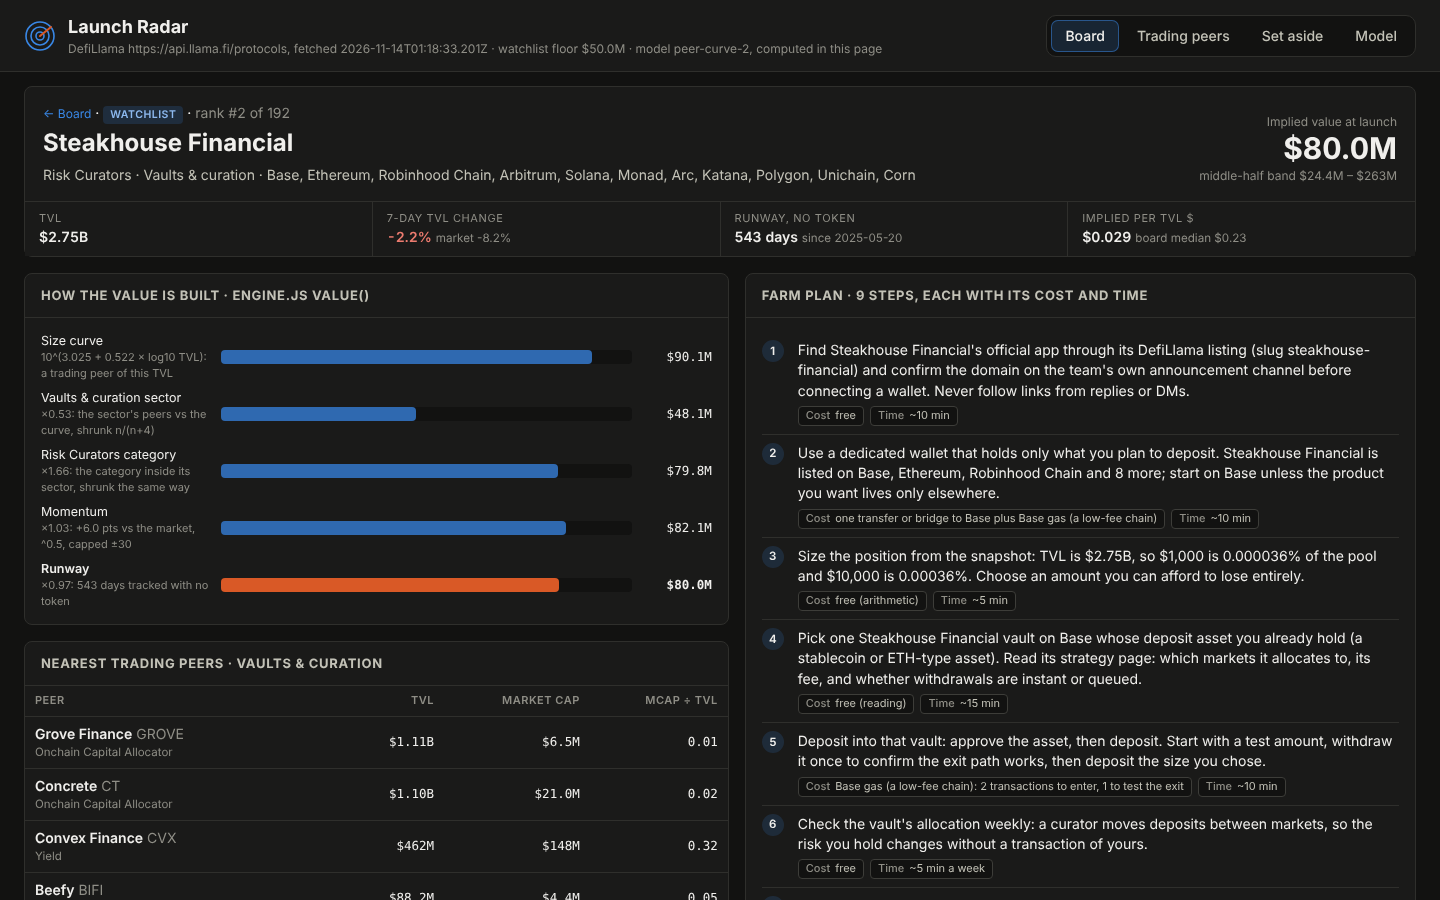 Launch Radar
DefiLlama https://api.llama.fi/protocols, fetched 2026-11-14T01:18:33.201Z · watchlist floor $50.0M · model peer-curve-2, computed in this page
Board
Trading peers
Set aside
Model
← Board · WATCHLIST · rank #2 of 192
Steakhouse Financial
Risk Curators · Vaults & curation · Base, Ethereum, Robinhood Chain, Arbitrum, Solana, Monad, Arc, Katana, Polygon, Unichain, Corn
Implied value at launch
$80.0M
middle-half band $24.4M – $263M
TVL
$2.75B
7-DAY TVL CHANGE
-2.2% market -8.2%
RUNWAY, NO TOKEN
543 days since 2025-05-20
IMPLIED PER TVL $
$0.029 board median $0.23
HOW THE VALUE IS BUILT · ENGINE.JS VALUE()
Size curve
10^(3.025 + 0.522 × log10 TVL):
a trading peer of this TVL
$90.1M
Vaults & curation sector
×0.53: the sector's peers vs the
curve, shrunk n/(n+4)
$48.1M
Risk Curators category
×1.66: the category inside its
sector, shrunk the same way
$79.8M
Momentum
×1.03: +6.0 pts vs the market,
^0.5, capped ±30
$82.1M
Runway
×0.97: 543 days tracked with no
token
$80.0M
NEAREST TRADING PEERS · VAULTS & CURATION
PEER TVL MARKET CAP MCAP ÷ TVL
Grove Finance GROVE
Onchain Capital Allocator
$1.11B $6.5M 0.01
Concrete CT
Onchain Capital Allocator
$1.10B $21.0M 0.02
Convex Finance CVX
Yield
$462M $148M 0.32
Beefy BIFI
$88.2M $4.4M 0.05
FARM PLAN · 9 STEPS, EACH WITH ITS COST AND TIME
1
Find Steakhouse Financial's official app through its DefiLlama listing (slug steakhouse-
financial) and confirm the domain on the team's own announcement channel before
connecting a wallet. Never follow links from replies or DMs.
Cost free Time ~10 min
2
Use a dedicated wallet that holds only what you plan to deposit. Steakhouse Financial is
listed on Base, Ethereum, Robinhood Chain and 8 more; start on Base unless the product
you want lives only elsewhere.
Cost one transfer or bridge to Base plus Base gas (a low-fee chain) Time ~10 min
3
Size the position from the snapshot: TVL is $2.75B, so $1,000 is 0.000036% of the pool
and $10,000 is 0.00036%. Choose an amount you can afford to lose entirely.
Cost free (arithmetic) Time ~5 min
4
Pick one Steakhouse Financial vault on Base whose deposit asset you already hold (a
stablecoin or ETH-type asset). Read its strategy page: which markets it allocates to, its
fee, and whether withdrawals are instant or queued.
Cost free (reading) Time ~15 min
5
Deposit into that vault: approve the asset, then deposit. Start with a test amount, withdraw
it once to confirm the exit path works, then deposit the size you chose.
Cost Base gas (a low-fee chain): 2 transactions to enter, 1 to test the exit Time ~10 min
6
Check the vault's allocation weekly: a curator moves deposits between markets, so the
risk you hold changes without a transaction of yours.
Cost free Time ~5 min a week